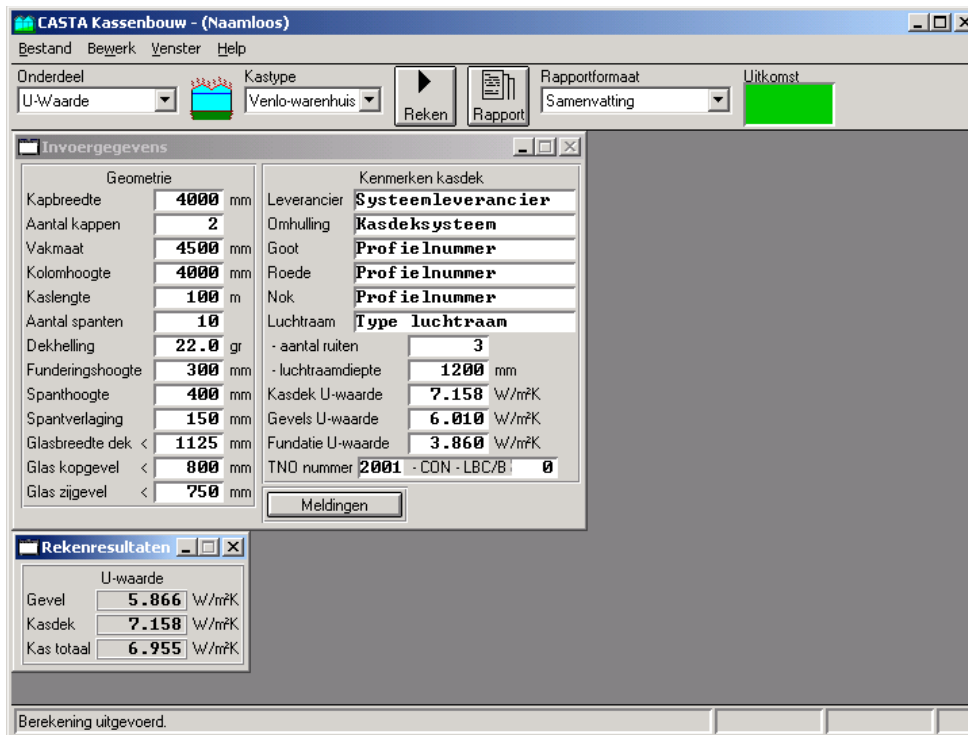 CASTA Kassenbouw - (Naamloos)
Bestand Bewerk Venster Help
Onderdeel
U-Waarde
Kastype
Venlo-warenhuis
Reken
Rapport
Rapportformaat
Samenvatting
Uitkomst
Invoergegevens
Geometrie
Kapbreedte 4000 mm
Aantal kappen 2
Vakmaat 4500 mm
Kolomhoogte 4000 mm
Kaslengte 100 m
Aantal spanten 10
Dekhelling 22.0 gr
Funderingshoogte 300 mm
Spanthoogte 400 mm
Spantverlaging 150 mm
Glasbreedte dek < 1125 mm
Glas kopgevel < 800 mm
Glas zijgevel < 750 mm
Kenmerken kasdek
Leverancier Systeemleverancier
Omhulling Kasdeksysteem
Goot Profielnummer
Roede Profielnummer
Nok Profielnummer
Luchtraam Type luchtraam
- aantal ruiten 3
- luchtraamdiepte 1200 mm
Kasdek U-waarde 7.158 W/m²K
Gevels U-waarde 6.010 W/m²K
Fundatie U-waarde 3.860 W/m²K
TNO nummer 2001 - CON - LBC/B 0
Meldingen
Rekenresultaten
U-waarde
Gevel 5.866 W/m²K
Kasdek 7.158 W/m²K
Kas totaal 6.955 W/m²K
Berekening uitgevoerd.